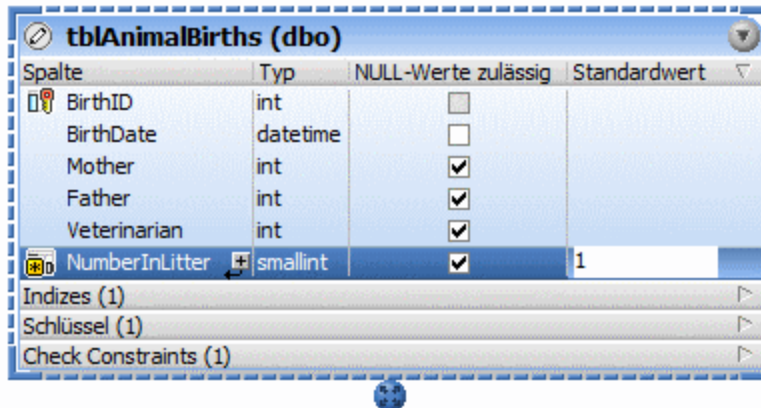 tblAnimalBirths (dbo)
Spalte Typ NULL-Werte zulässig Standardwert
BirthID int
BirthDate datetime
Mother int
Father int
Veterinarian int
NumberInLitter smallint 1
Indizes (1)
Schlüssel (1)
Check Constraints (1)